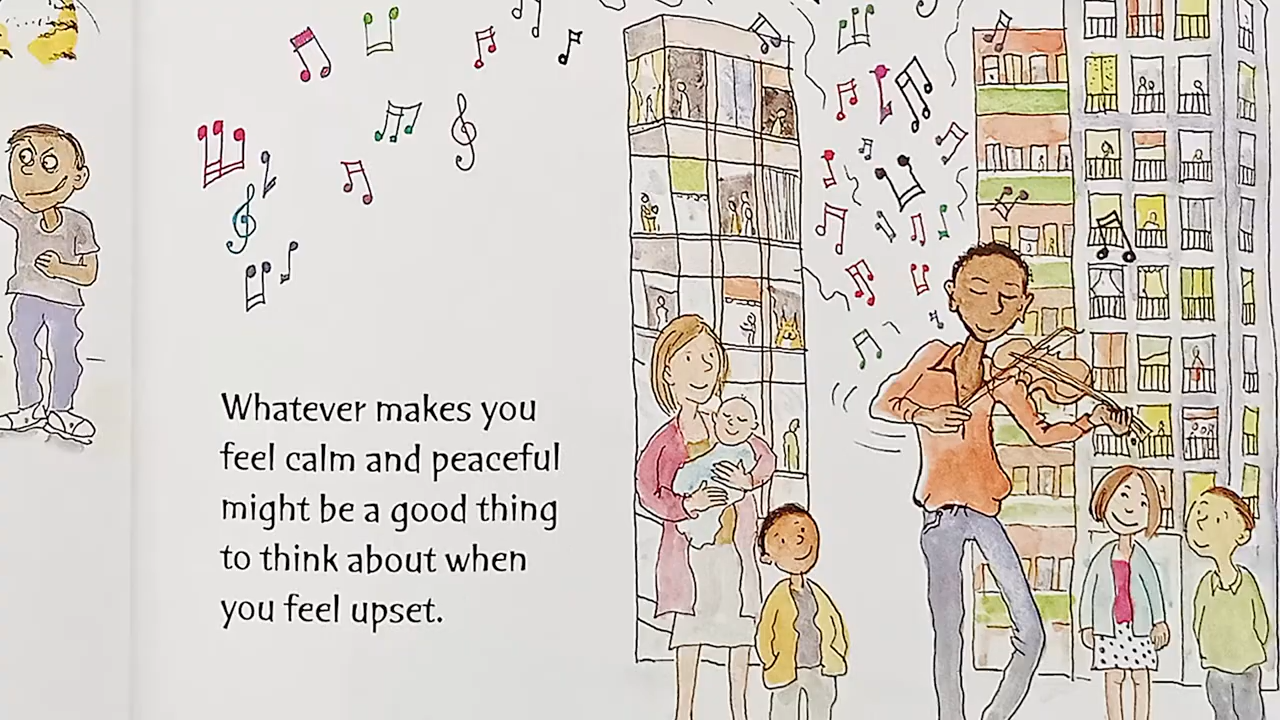 Whatever makes you
feel calm and peaceful
might be a good thing
to think about when
you feel upset.